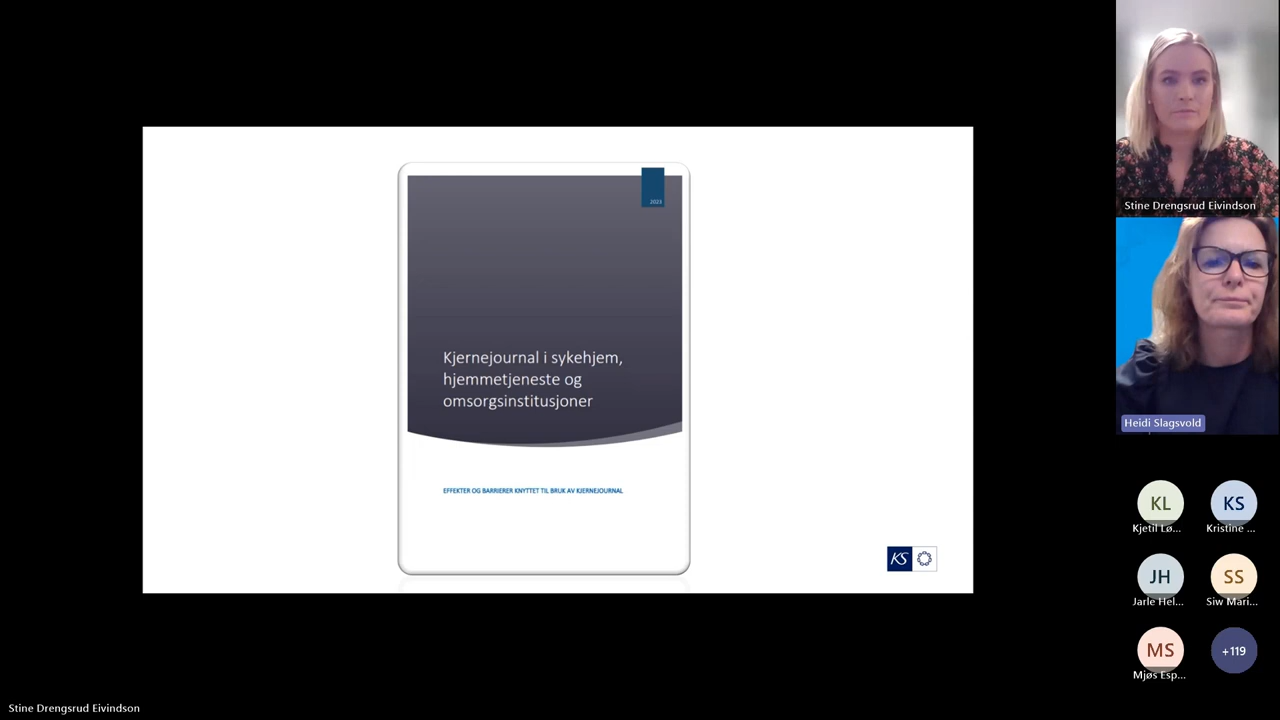 2023
Kjernejournal i sykehjem,
hjemmetjeneste og
omsorgsinstitusjoner
EFFEKTER OG BARRIERER KNYTTET TIL BRUK AV KJERNEJOURNAL
KS
Stine Drengsrud Eivindson
Heidi Slagsvold
KL
KS
Kjetil Lø...
Kristine ...
JH
SS
Jarle Hel...
Siw Mari...
MS
+119
Mjøs Esp...
Stine Drengsrud Eivindson